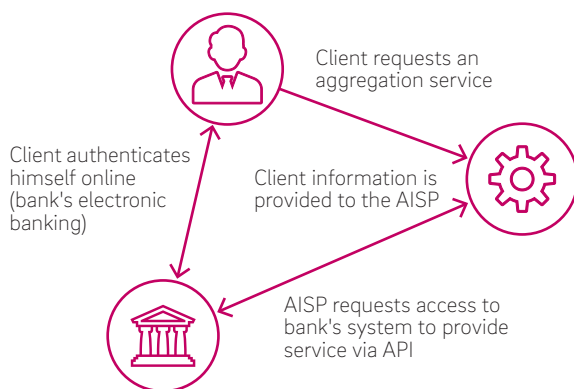 Client requests an
aggregation service
Client authenticates
himself online
(bank's electronic
banking)
Client information is
provided to the AISP
AISP requests access to
bank's system to provide
service via API